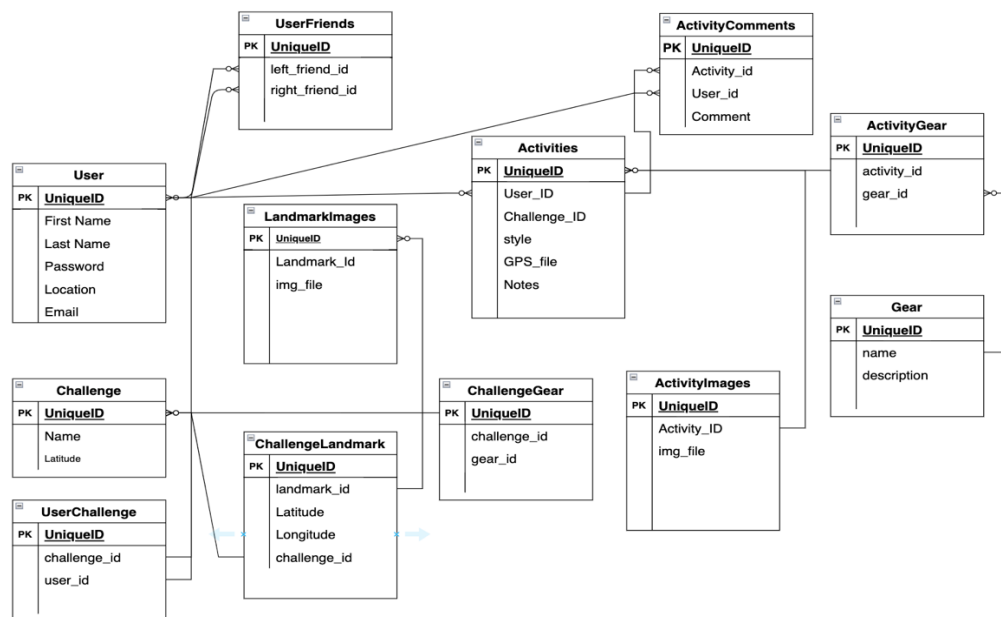 UserFriends
PK UniqueID
left_friend_id
right_friend_id
ActivityComments
PK UniqueID
Activity_id
User_id
Comment
ActivityGear
PK UniqueID
activity_id
gear_id
Activities
PK UniqueID
User_ID
Challenge_ID
style
GPS_file
Notes
User
PK UniqueID
First Name
Last Name
Password
Location
Email
LandmarkImages
PK UniqueID
Landmark_Id
img_file
Gear
PK UniqueID
name
description
Challenge
PK UniqueID
Name
Latitude
ChallengeGear
PK UniqueID
challenge_id
gear_id
ActivityImages
PK UniqueID
Activity_ID
img_file
ChallengeLandmark
PK UniqueID
landmark_id
Latitude
Longitude
challenge_id
UserChallenge
PK UniqueID
challenge_id
user_id